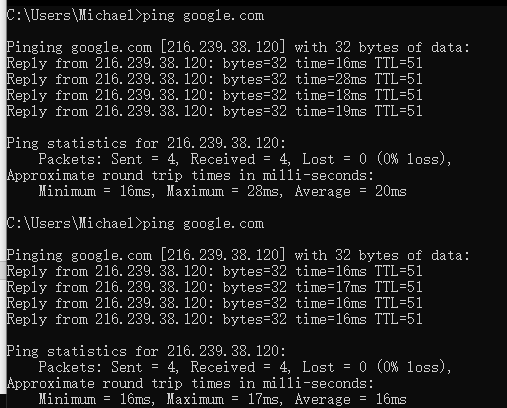 C:\Users\Michael>ping google.com
Pinging google.com [216.239.38.120] with 32 bytes of data:
Reply from 216.239.38.120: bytes=32 time=16ms TTL=51
Reply from 216.239.38.120: bytes=32 time=28ms TTL=51
Reply from 216.239.38.120: bytes=32 time=18ms TTL=51
Reply from 216.239.38.120: bytes=32 time=19ms TTL=51
Ping statistics for 216.239.38.120:
Packets: Sent = 4, Received = 4, Lost = 0 (0% loss),
Approximate round trip times in milli-seconds:
Minimum = 16ms, Maximum = 28ms, Average = 20ms
C:\Users\Michael>ping google.com
Pinging google.com [216.239.38.120] with 32 bytes of data:
Reply from 216.239.38.120: bytes=32 time=16ms TTL=51
Reply from 216.239.38.120: bytes=32 time=17ms TTL=51
Reply from 216.239.38.120: bytes=32 time=16ms TTL=51
Reply from 216.239.38.120: bytes=32 time=16ms TTL=51
Ping statistics for 216.239.38.120:
Packets: Sent = 4, Received = 4, Lost = 0 (0% loss),
Approximate round trip times in milli-seconds:
Minimum = 16ms, Maximum = 17ms, Average = 16ms